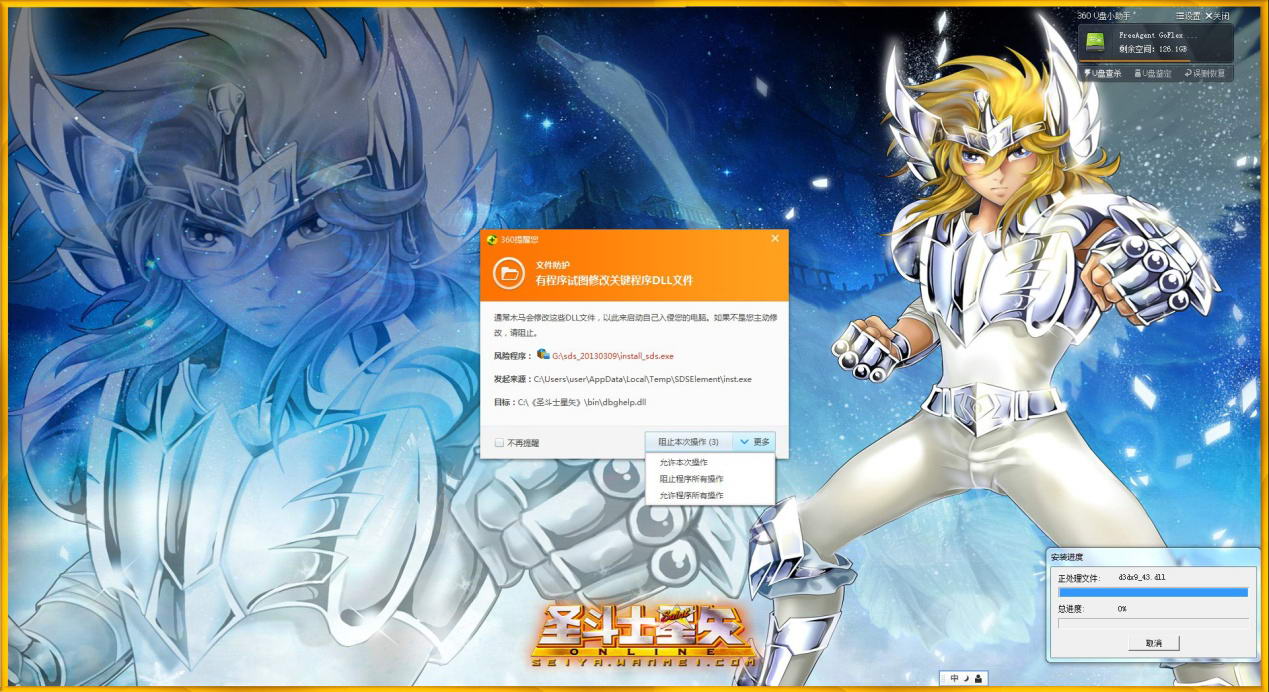 360 U盘小助手
设置 关闭
FreeAgent GoFlex ...
剩余空间: 126.1GB
U盘查杀 U盘鉴定 误删恢复
360提醒您
文件防护
有程序试图修改关键程序DLL文件
通常木马会修改这些DLL文件，以此来启动自己入侵您的电脑。如果不是您主动修
改，请阻止。
风险程序： G:\sds_20130309\install_sds.exe
发起来源：C:\Users\user\AppData\Local\Temp\SDSElement\inst.exe
目标：C:\《圣斗士星矢》\bin\dbghelp.dll
不再提醒
阻止本次操作 (3) 更多
允许本次操作
阻止程序所有操作
允许程序所有操作
安装进度
正处理文件: d3dx9_43.dll
总进度: 0%
取消
圣斗士星矢
Saint
ONLINE
SEIYA.WANMEI.COM
中